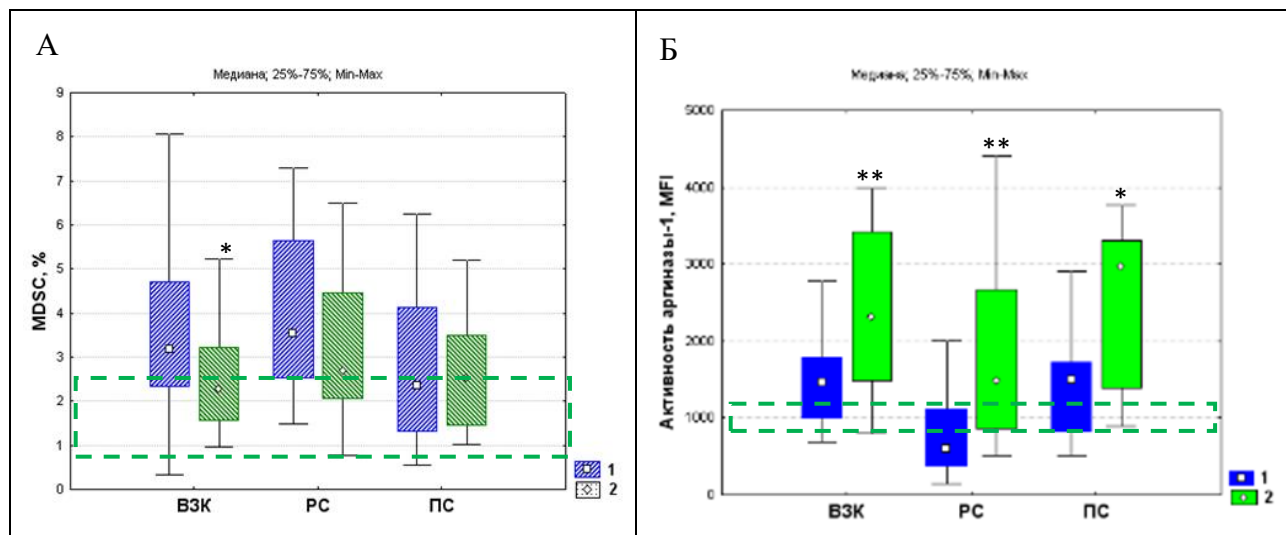 А
Медиана; 25%-75%; Min-Max
MDSC, %
9
8
7
6
5
4
3
2
1
0
*
ВЗК
РС
ПС
1
2
Б
Медиана; 25%-75%; Min-Max
Активность аргиназы-1, MFI
5000
4000
3000
2000
1000
0
**
**
*
ВЗК
РС
ПС
1
2